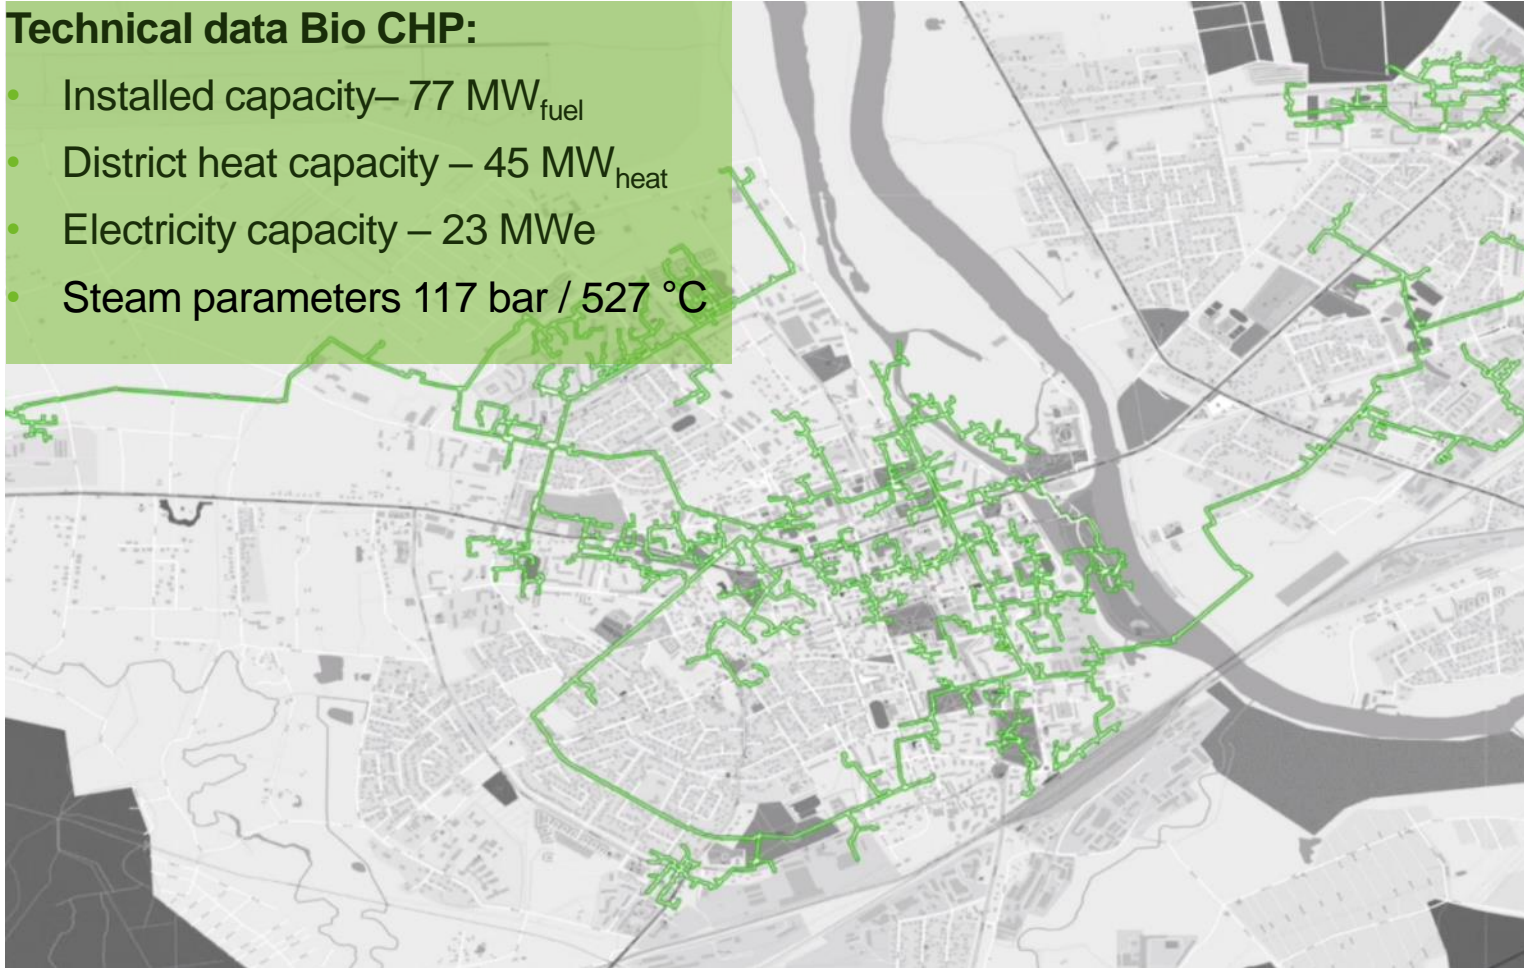 Technical data Bio CHP:
• Installed capacity– 77 MWfuel
• District heat capacity – 45 MWheat
• Electricity capacity – 23 MWe
• Steam parameters 117 bar / 527 °C